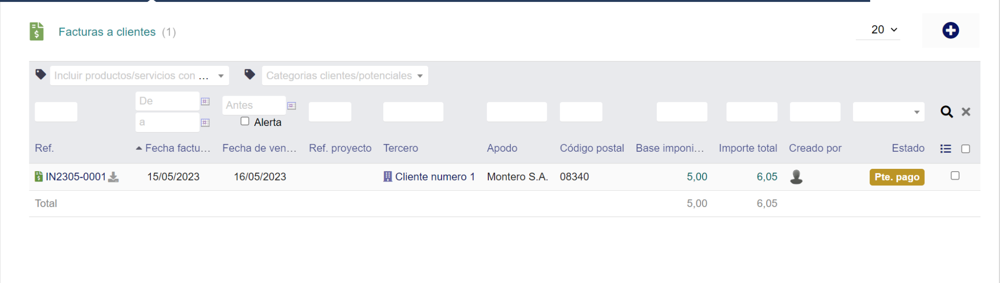 Facturas a clientes (1)
20
Incluir productos/servicios con ...
Categorias clientes/potenciales
De
a
Antes
Alerta
Ref. Fecha factu... Fecha de ven... Ref. proyecto Tercero Apodo Código postal Base imponi... Importe total Creado por Estado
IN2305-0001 15/05/2023 16/05/2023 Cliente numero 1 Montero S.A. 08340 5,00 6,05 Pte. pago
Total 5,00 6,05